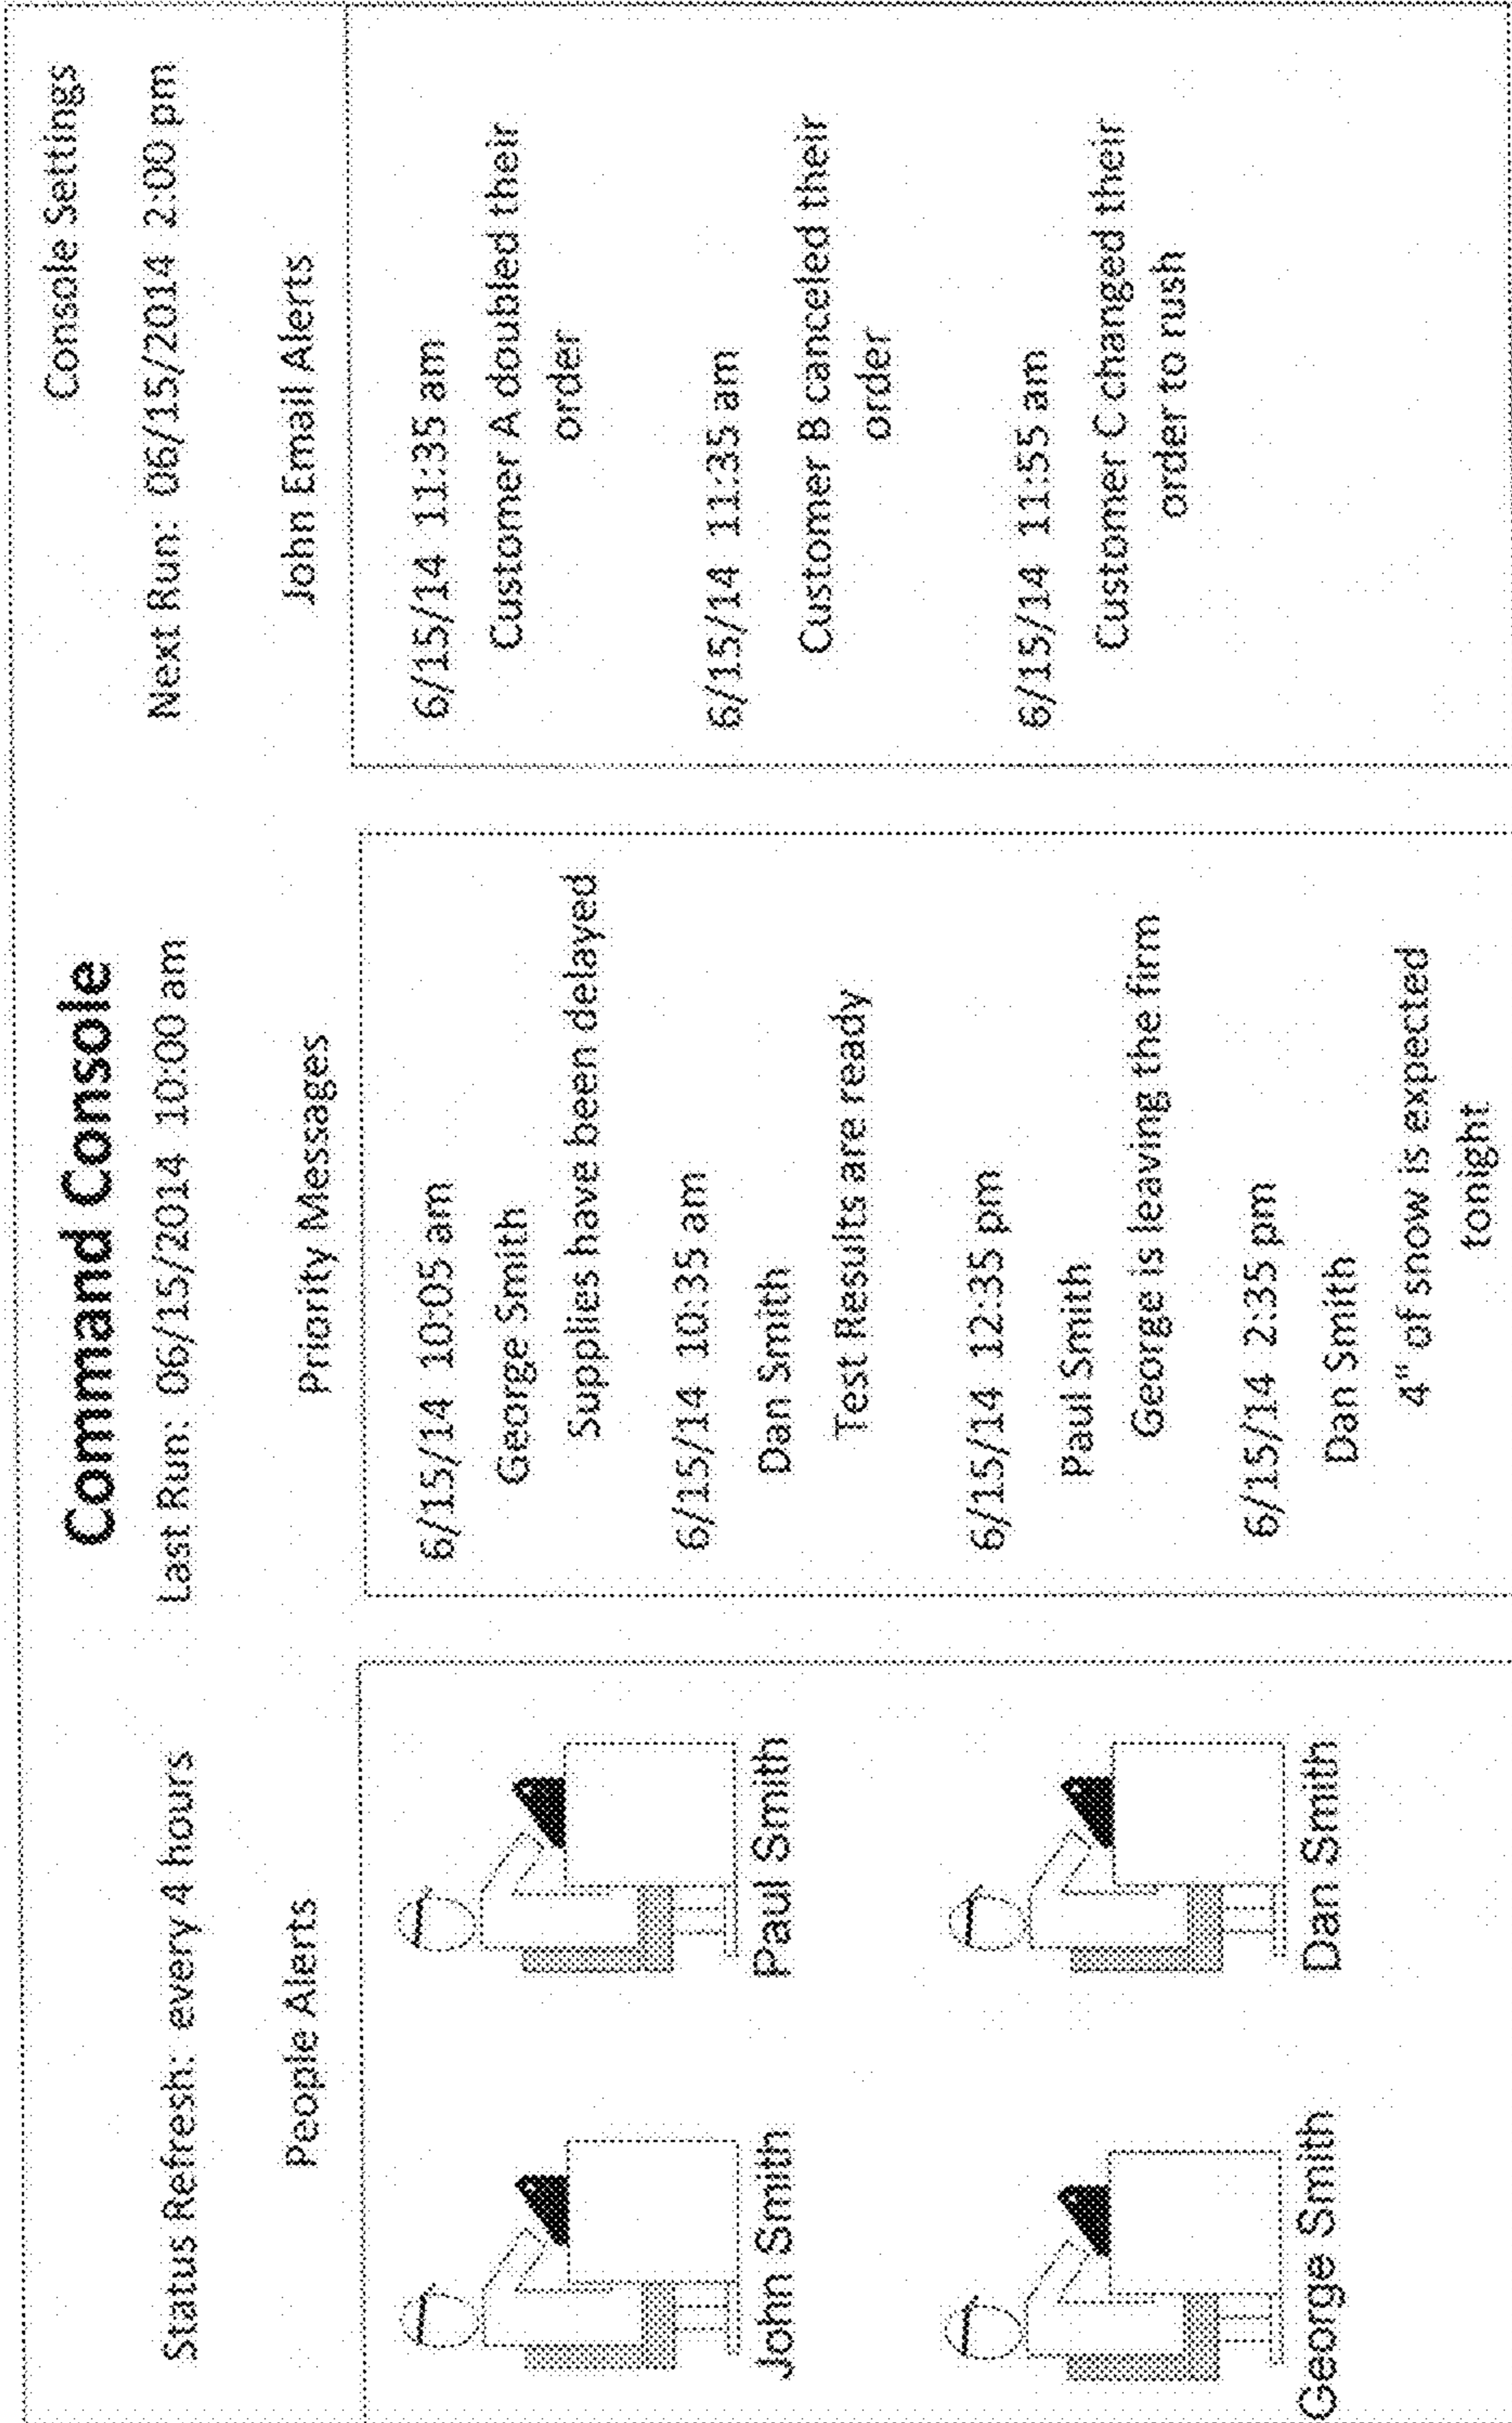 Command Console
Console Settings
Status Refresh: every 4 hours
Last Run: 06/15/2014 10:00 am
Next Run: 06/15/2014 2:00 pm
People Alerts
John Smith
Paul Smith
George Smith
Dan Smith
Priority Messages
6/15/14 10:05 am
George Smith
Supplies have been delayed
6/15/14 10:35 am
Dan Smith
Test Results are ready
6/15/14 12:35 pm
Paul Smith
George is leaving the firm
6/15/14 2:35 pm
Dan Smith
4" of snow is expected
tonight
John Email Alerts
6/15/14 11:35 am
Customer A doubled their
order
6/15/14 11:35 am
Customer B canceled their
order
6/15/14 11:55 am
Customer C changed their
order to rush